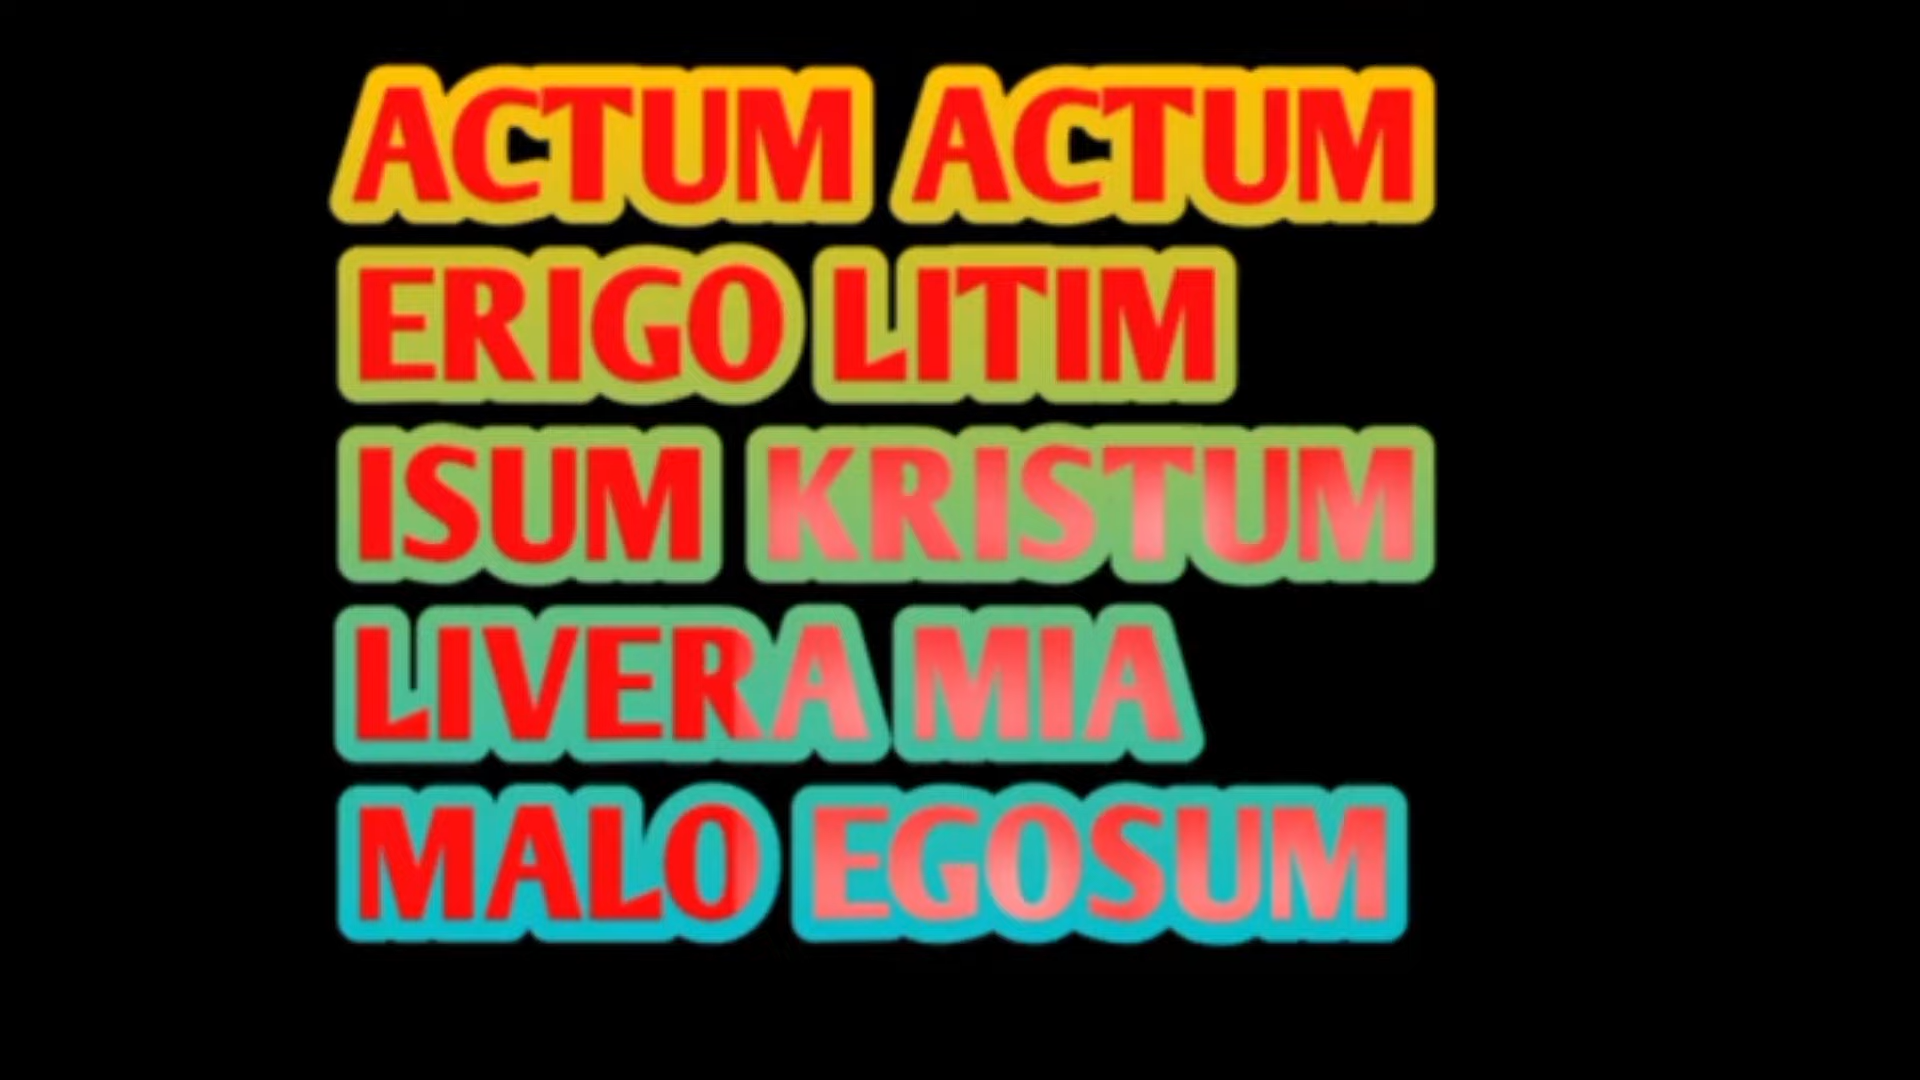 ACTUM ACTUM
ERIGO LITIM
ISUM KRISTUM
LIVERA MIA
MALO EGOSUM